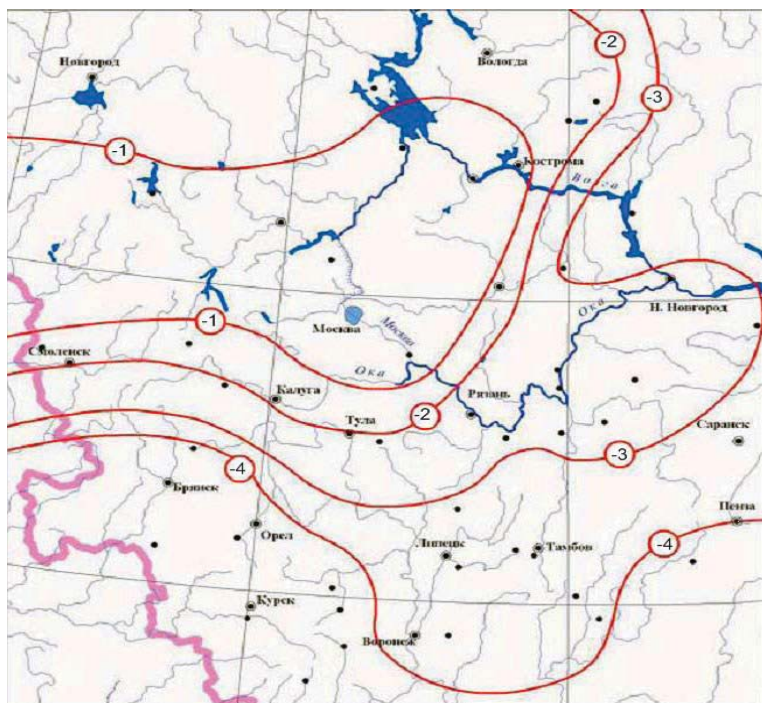 -2
Новгород
Вологда
-3
-1
Кострома
Волга
Н. Новгород
Ока
-1
Москва
Москва
Смоленск
Ока
Калуга
Рязань
-2
Тула
Саранск
-3
-4
Брянск
Пенза
Орел
Липецк
Тамбов
-4
Курск
Воронеж